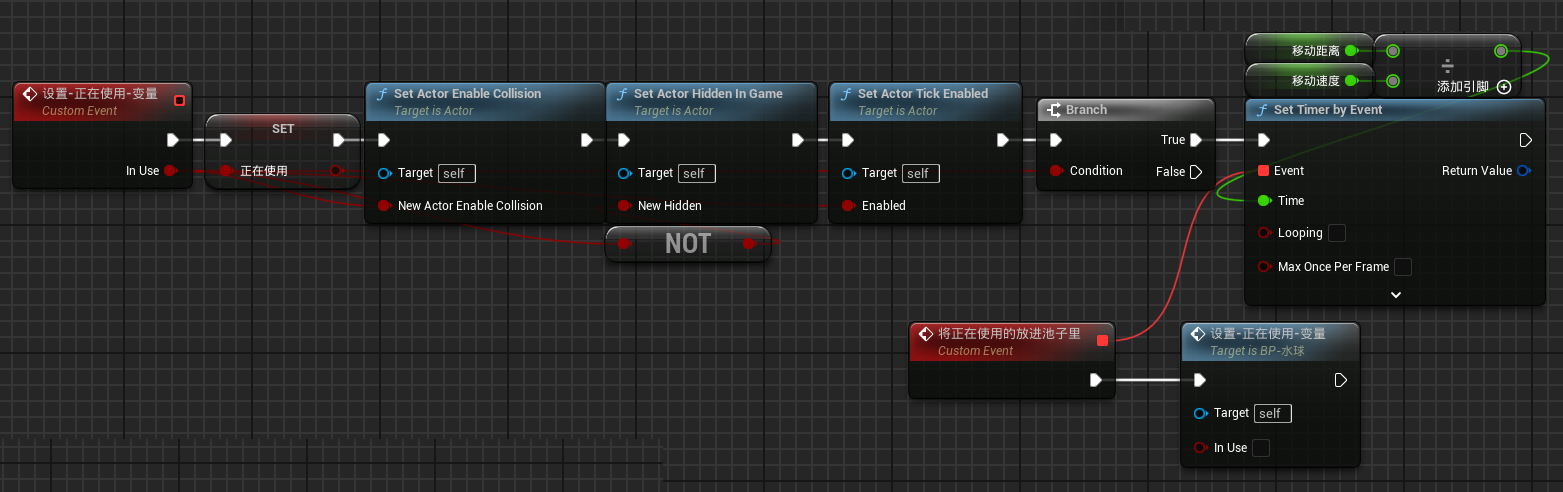 移动距离
移动速度
÷
添加引脚
设置-正在使用-变量
Custom Event
In Use
SET
正在使用
Set Actor Enable Collision
Target is Actor
Target self
New Actor Enable Collision
Set Actor Hidden In Game
Target is Actor
Target self
New Hidden
NOT
Set Actor Tick Enabled
Target is Actor
Target self
Enabled
Branch
True
Condition
False
Set Timer by Event
Event
Return Value
Time
Looping
Max Once Per Frame
将正在使用的放进池子里
Custom Event
设置-正在使用-变量
Target is BP-水球
Target self
In Use